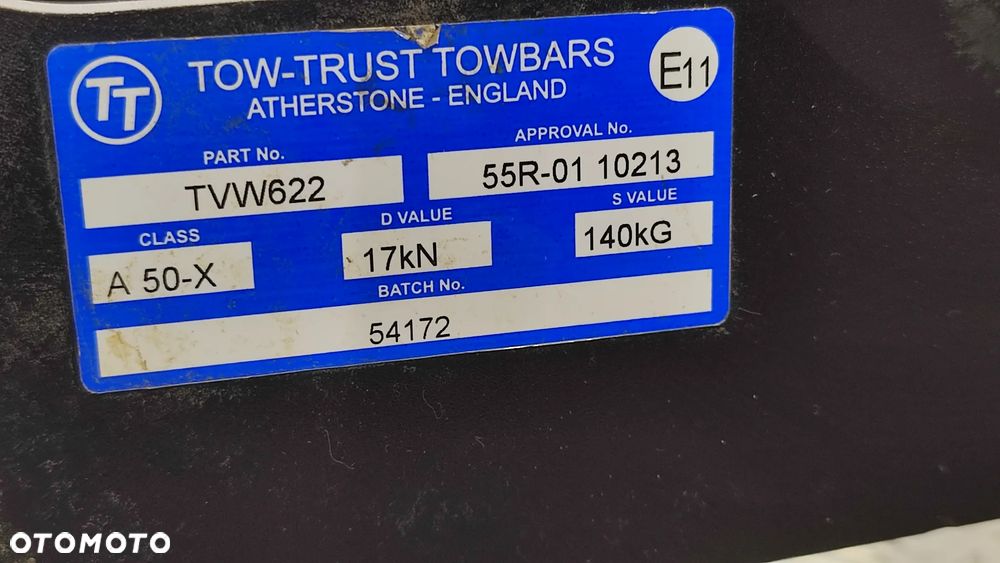 TT
TOW-TRUST TOWBARS
ATHERSTONE - ENGLAND
E11
PART No.
APPROVAL No.
TVW622
55R-01 10213
CLASS
D VALUE
S VALUE
A 50-X
17kN
140kG
BATCH No.
54172
OTOMOTO